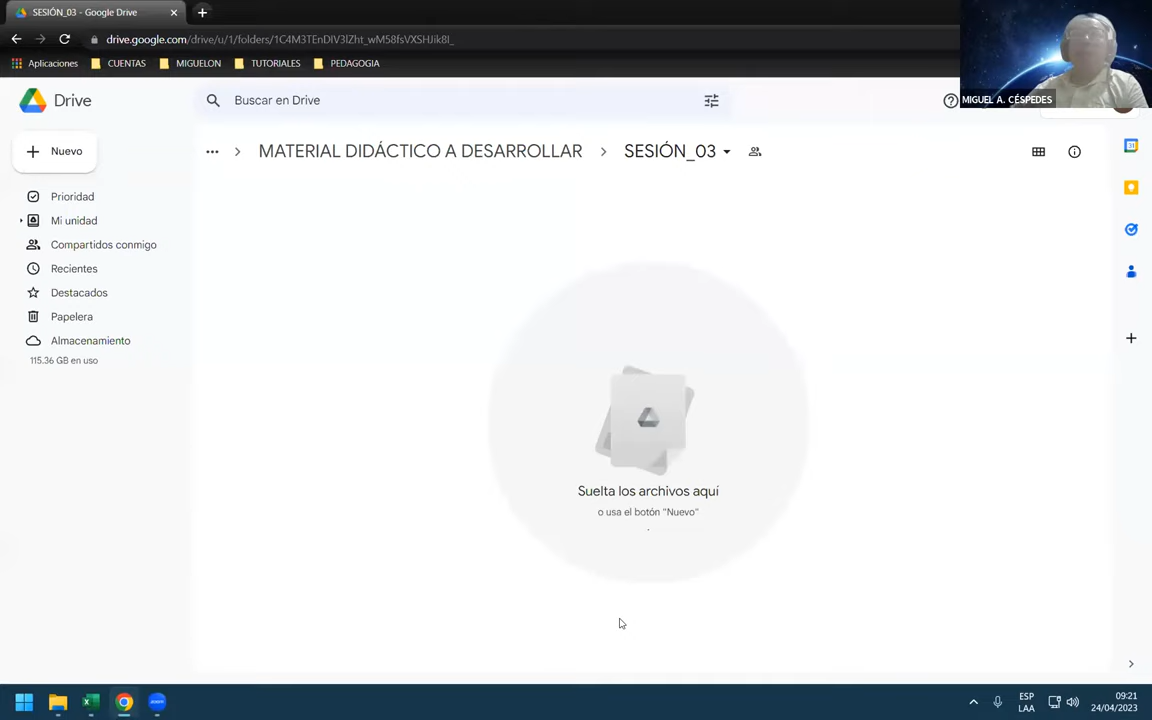 SESIÓN_03 - Google Drive
drive.google.com/drive/u/1/folders/1C4M3TEnDIV3lZht_wM58fsVXSHJik8I_
Aplicaciones CUENTAS MIGUELON TUTORIALES PEDAGOGIA
MIGUEL A. CÉSPEDES
Drive
Buscar en Drive
Nuevo
MATERIAL DIDÁCTICO A DESARROLLAR > SESIÓN_03
Prioridad
Mi unidad
Compartidos conmigo
Recientes
Destacados
Papelera
Almacenamiento
115.36 GB en uso
31
Suelta los archivos aquí
o usa el botón "Nuevo"
zoom
ESP
LAA
09:21
24/04/2023